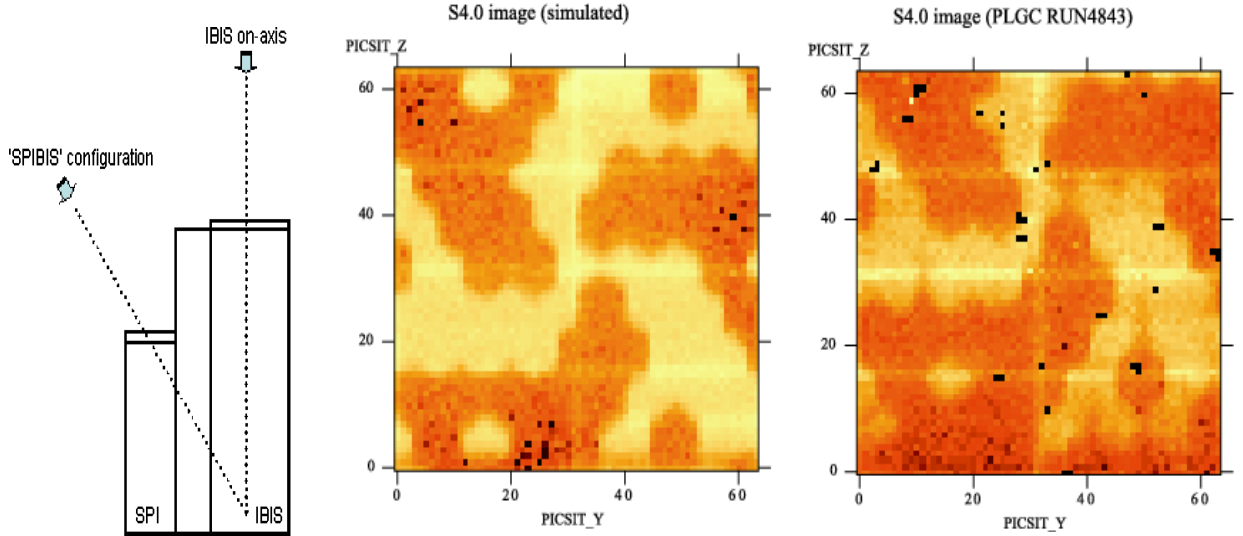 IBIS on-axis
'SPIBIS' configuration
SPI
IBIS
S4.0 image (simulated)
PICSIT_Z
60
40
20
0
0
20
40
60
PICSIT_Y
S4.0 image (PLGC RUN4843)
PICSIT_Z
60
40
20
0
0
20
40
60
PICSIT_Y